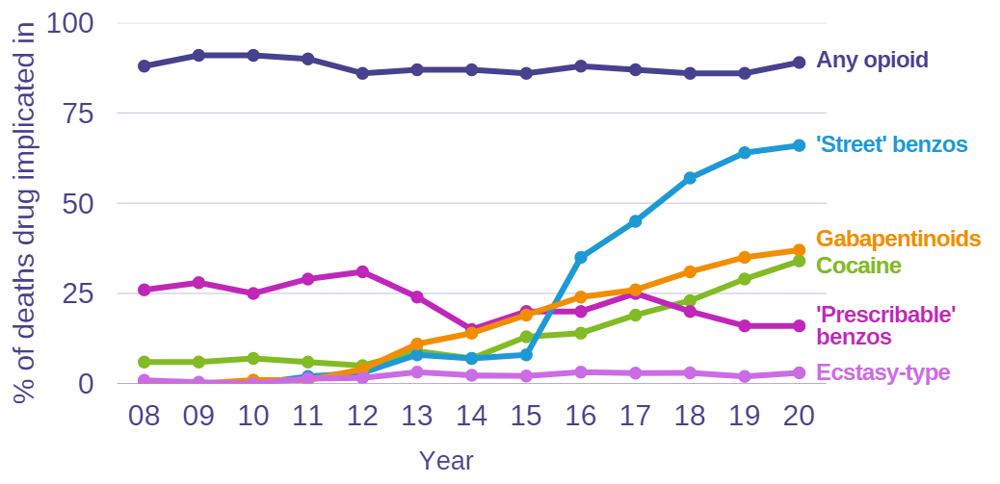 % of deaths drug implicated in
100
75
50
25
0
Any opioid
'Street' benzos
Gabapentinoids
Cocaine
'Prescribable'
benzos
Ecstasy-type
08 09 10 11 12 13 14 15 16 17 18 19 20
Year